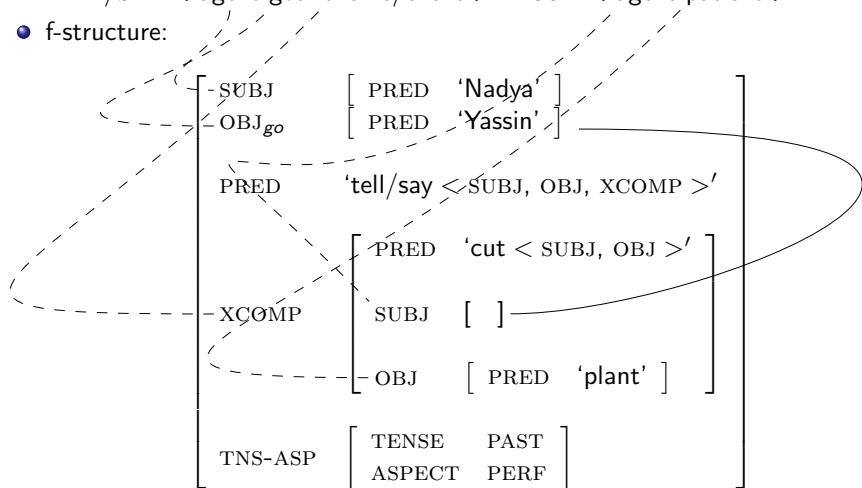 f-structure:
SUBJ [ PRED ‘Nadya’ ]
OBJgo [ PRED ‘Yassin’ ]
PRED ‘tell/say < SUBJ, OBJ, XCOMP >′
PRED ‘cut < SUBJ, OBJ >′
XCOMP SUBJ [ ]
OBJ [ PRED ‘plant’ ]
TENSE PAST
TNS-ASP
ASPECT PERF